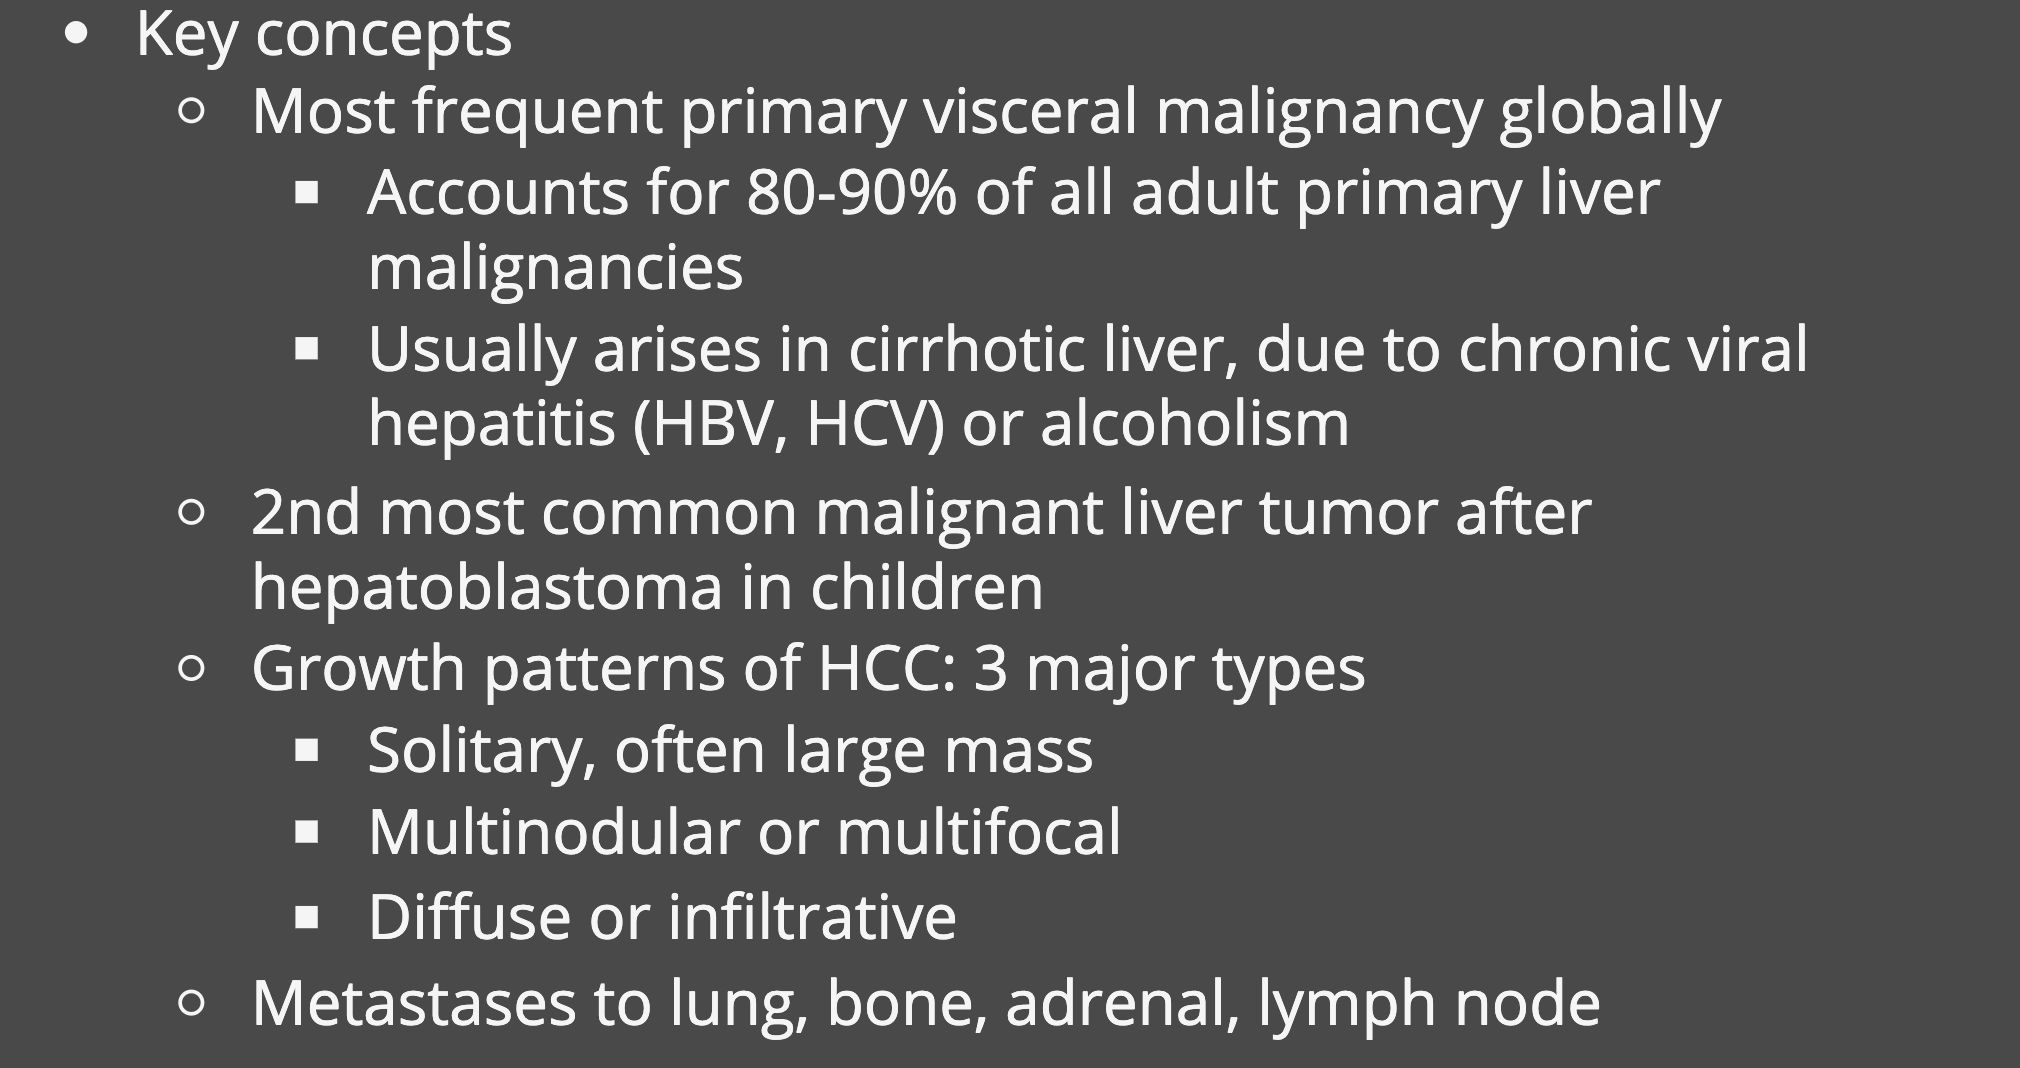 Key concepts
Most frequent primary visceral malignancy globally
Accounts for 80-90% of all adult primary liver
malignancies
Usually arises in cirrhotic liver, due to chronic viral
hepatitis (HBV, HCV) or alcoholism
2nd most common malignant liver tumor after
hepatoblastoma in children
Growth patterns of HCC: 3 major types
Solitary, often large mass
Multinodular or multifocal
Diffuse or infiltrative
Metastases to lung, bone, adrenal, lymph node